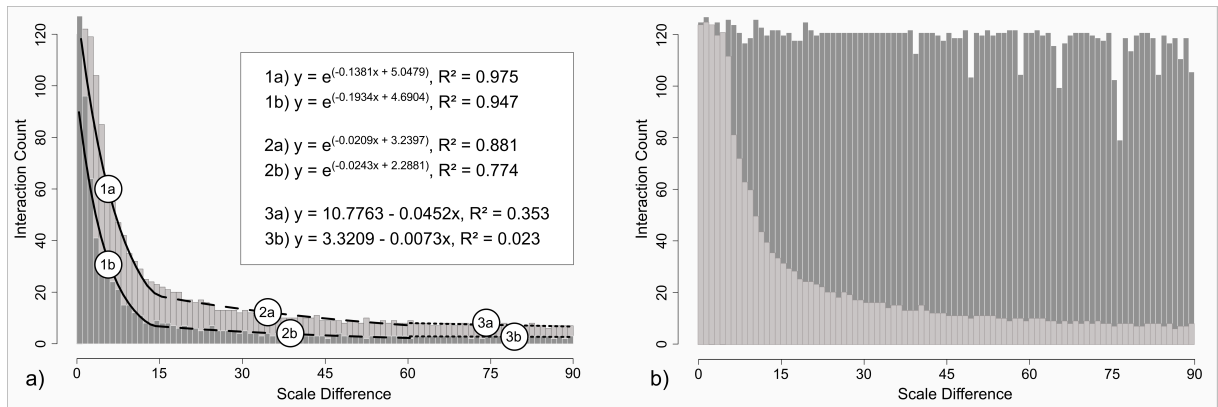 120
100
80
60
40
20
0
Interaction Count
1a) y = e(-0.1381x + 5.0479), R² = 0.975
1b) y = e(-0.1934x + 4.6904), R² = 0.947
2a) y = e(-0.0209x + 3.2397), R² = 0.881
2b) y = e(-0.0243x + 2.2881), R² = 0.774
3a) y = 10.7763 - 0.0452x, R² = 0.353
3b) y = 3.3209 - 0.0073x, R² = 0.023
1a
1b
2a
2b
3a
3b
0 15 30 45 60 75 90
Scale Difference
a)
120
100
80
60
40
20
0
Interaction Count
0 15 30 45 60 75 90
Scale Difference
b)